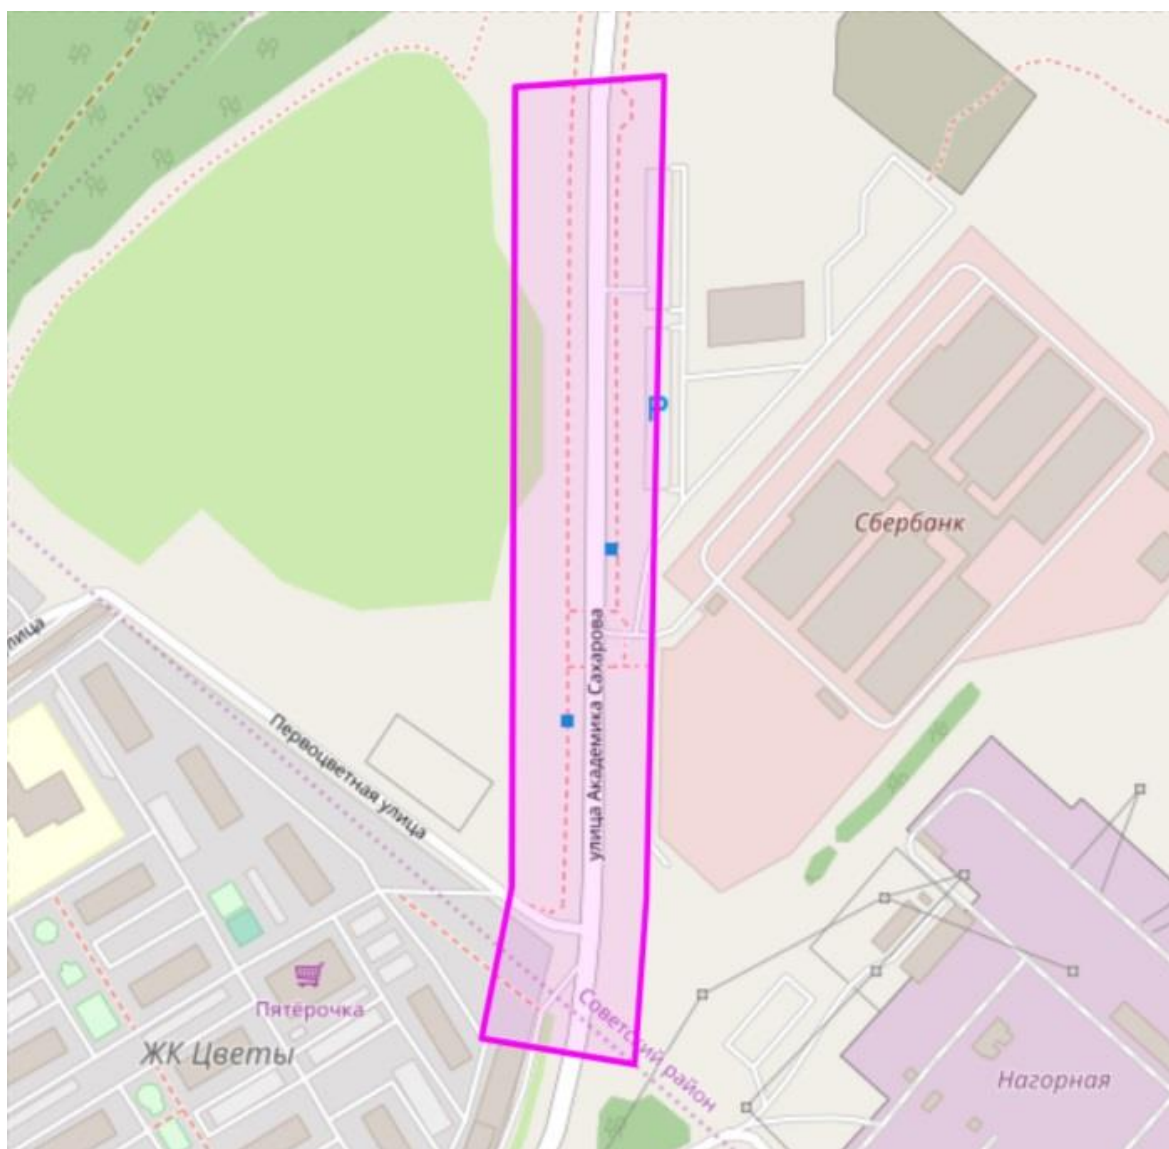 P
Сбербанк
улица
улица Академика Сахарова
Первоцветная улица
Пятёрочка
ЖК Цветы
Советский район
Нагорная